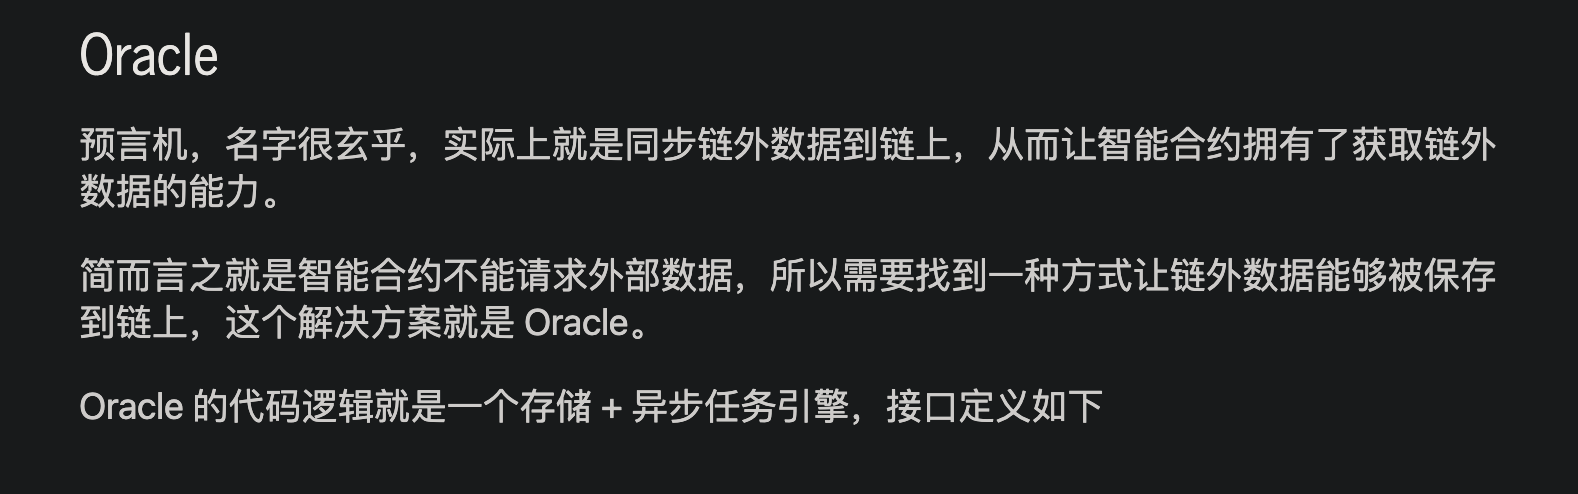 Oracle
预言机，名字很玄乎，实际上就是同步链外数据到链上，从而让智能合约拥有了获取链外
数据的能力。
简而言之就是智能合约不能请求外部数据，所以需要找到一种方式让链外数据能够被保存
到链上，这个解决方案就是 Oracle。
Oracle 的代码逻辑就是一个存储 + 异步任务引擎，接口定义如下